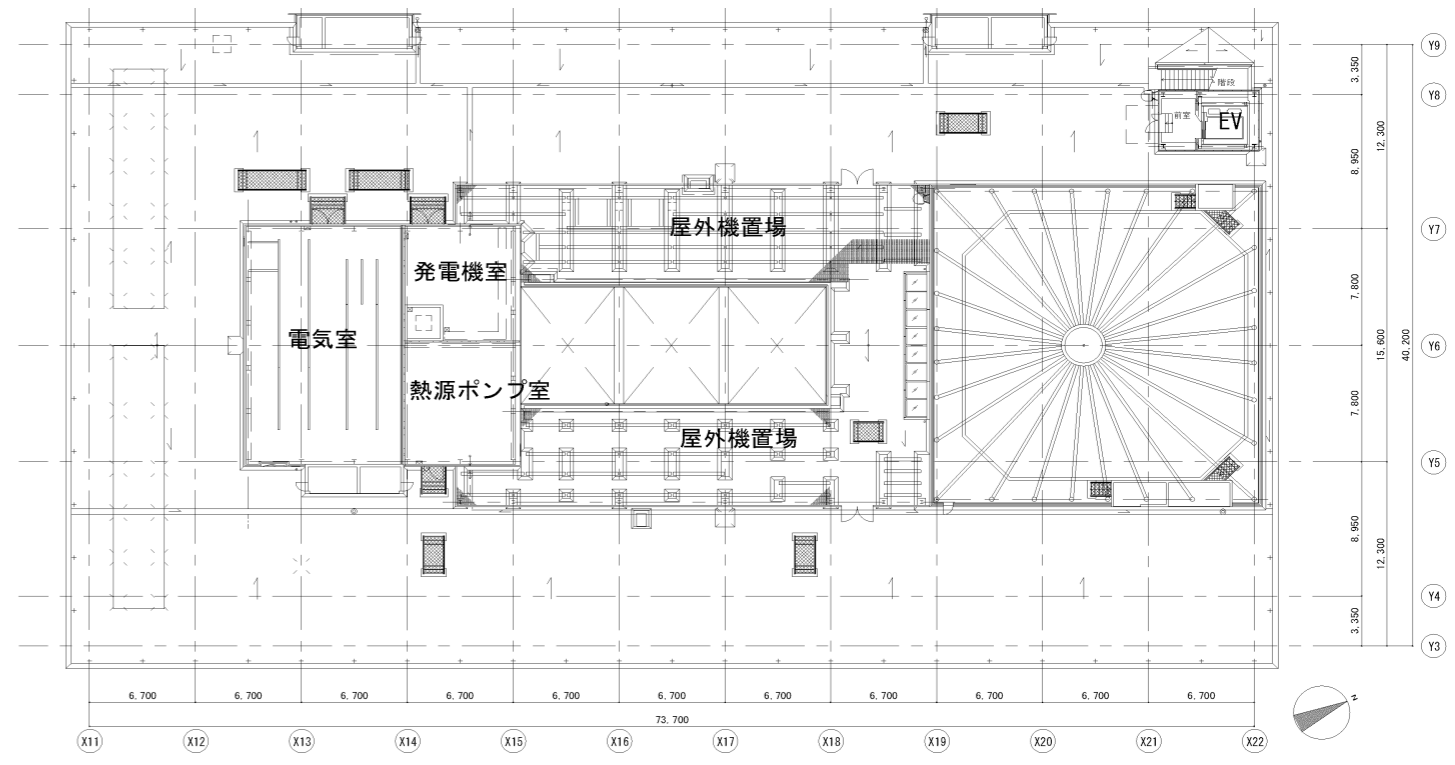 Y9
3,350
階段
Y8
前室
EV
12,300
8,950
屋外機置場
Y7
発電機室
7,800
電気室
Y6
15,600
40,200
熱源ポンプ室
7,800
屋外機置場
Y5
8,950
12,300
Y4
3,350
Y3
6,700 6,700 6,700 6,700 6,700 6,700 6,700 6,700 6,700 6,700 6,700
N
73,700
X11 X12 X13 X14 X15 X16 X17 X18 X19 X20 X21 X22